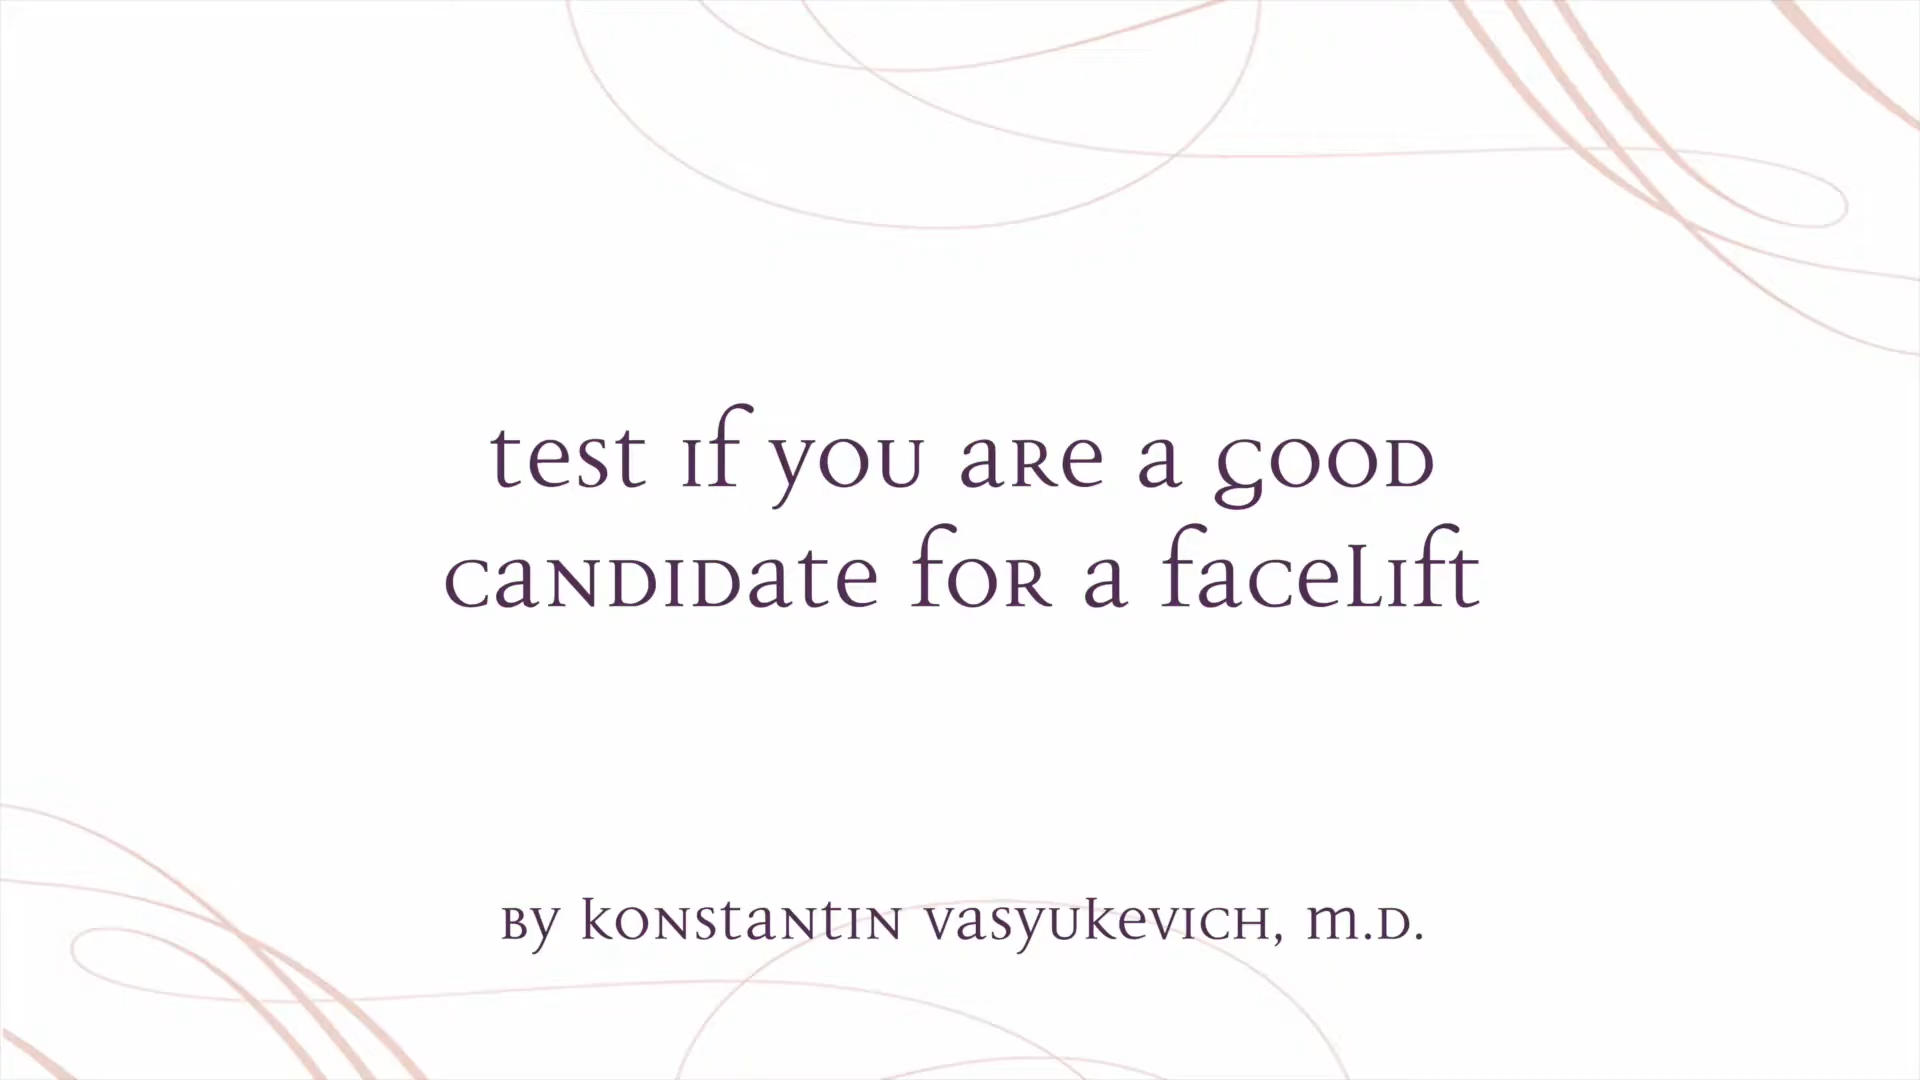 test if you are a good
candidate for a facelift
by konstantin vasyukevich, m.d.